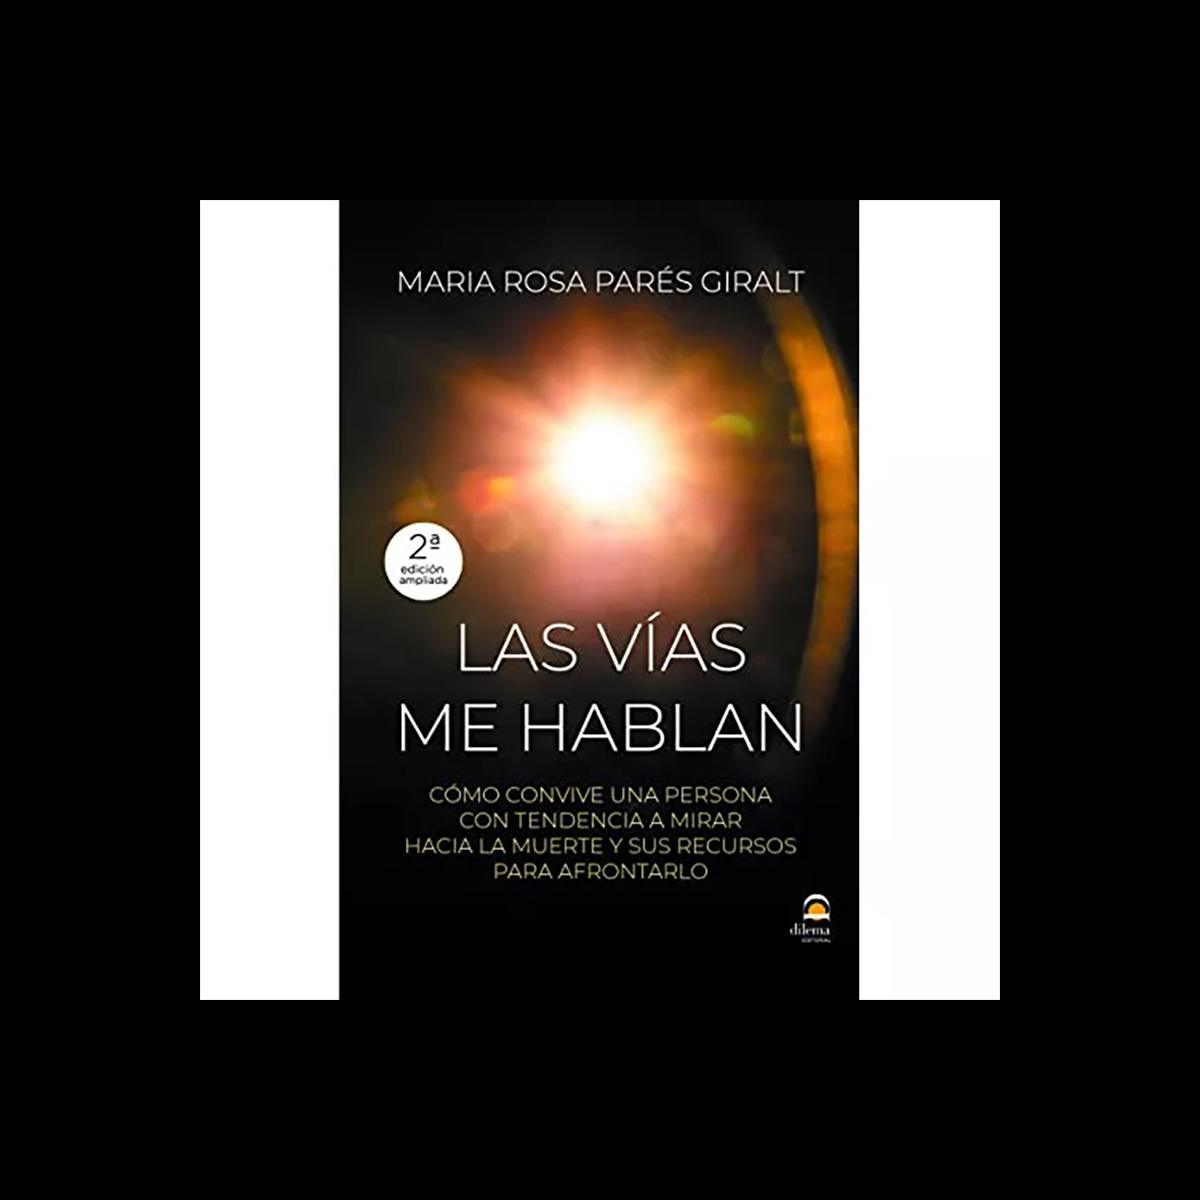 MARIA ROSA PARÉS GIRALT
2ª
edición
ampliada
LAS VÍAS
ME HABLAN
CÓMO CONVIVE UNA PERSONA
CON TENDENCIA A MIRAR
HACIA LA MUERTE Y SUS RECURSOS
PARA AFRONTARLO
dilema
EDITORIAL